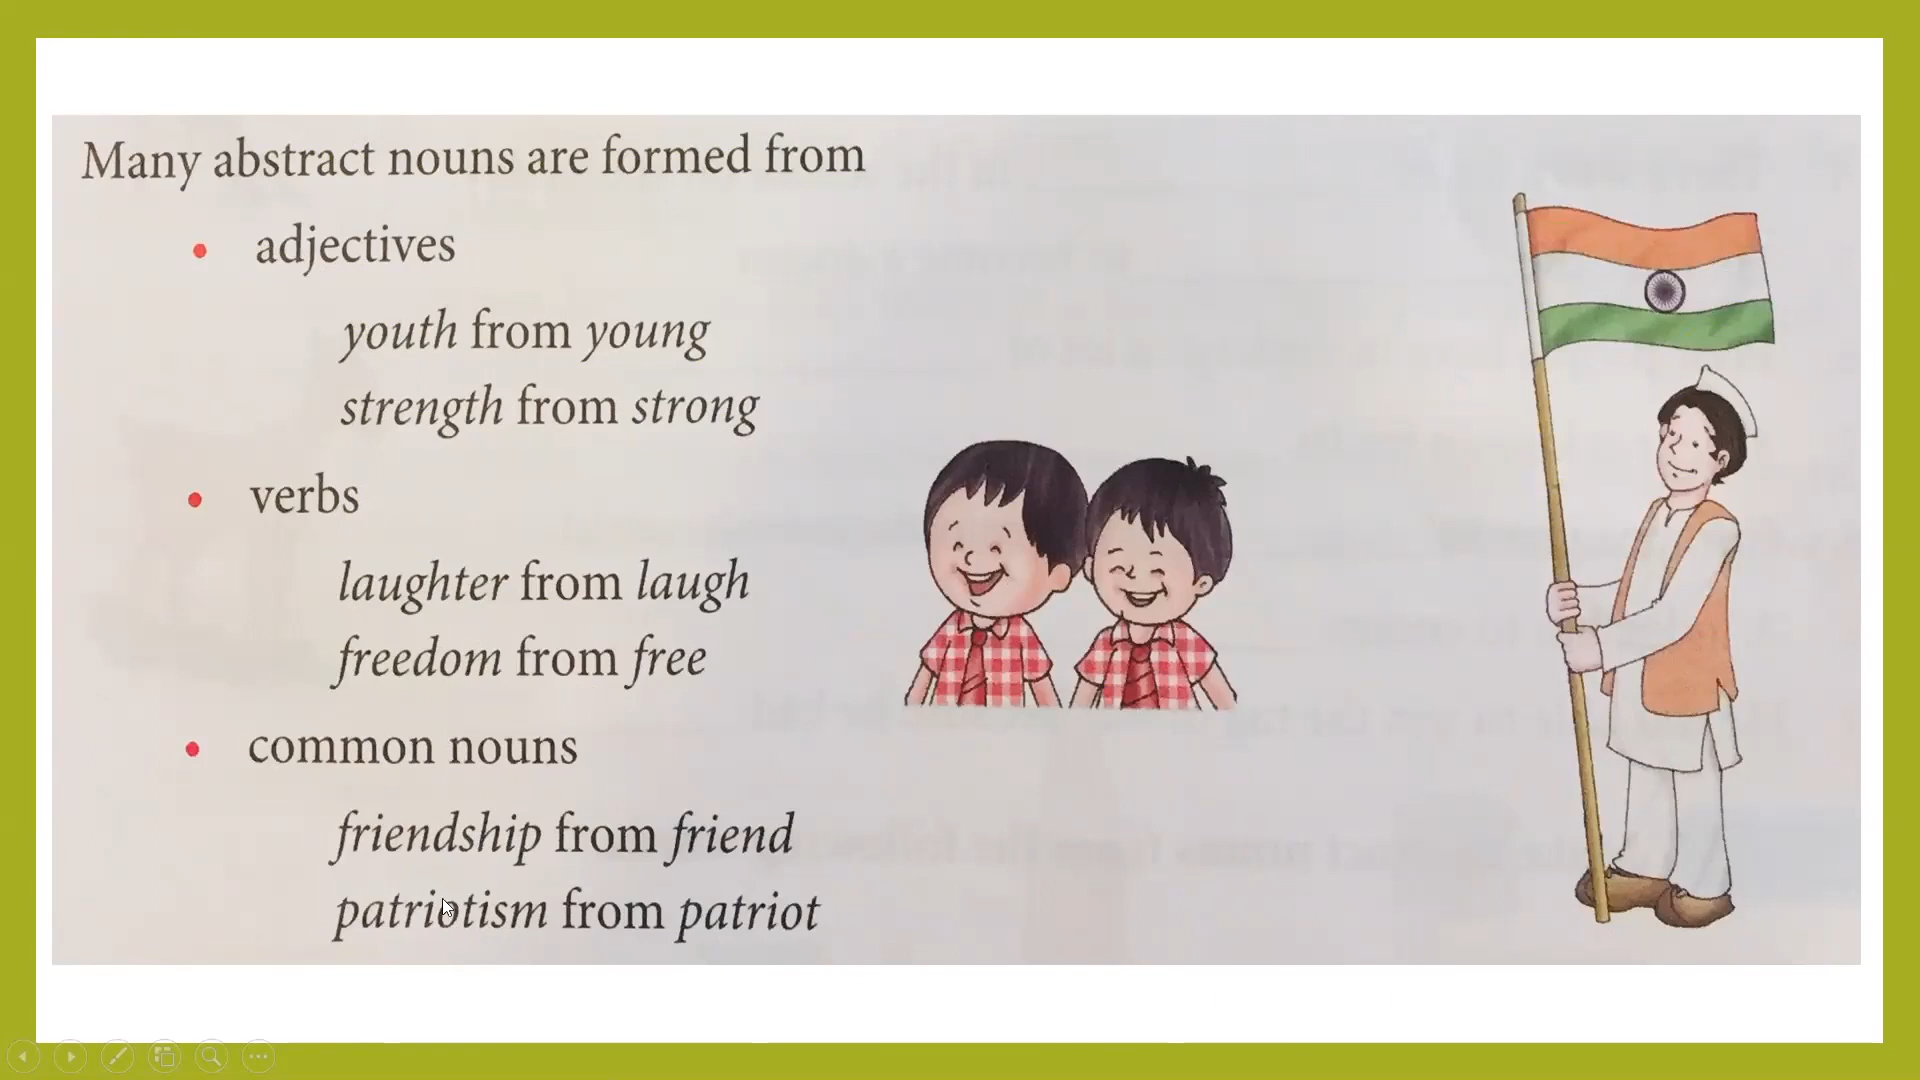 Many abstract nouns are formed from
• adjectives
youth from young
strength from strong
• verbs
laughter from laugh
freedom from free
• common nouns
friendship from friend
patriotism from patriot